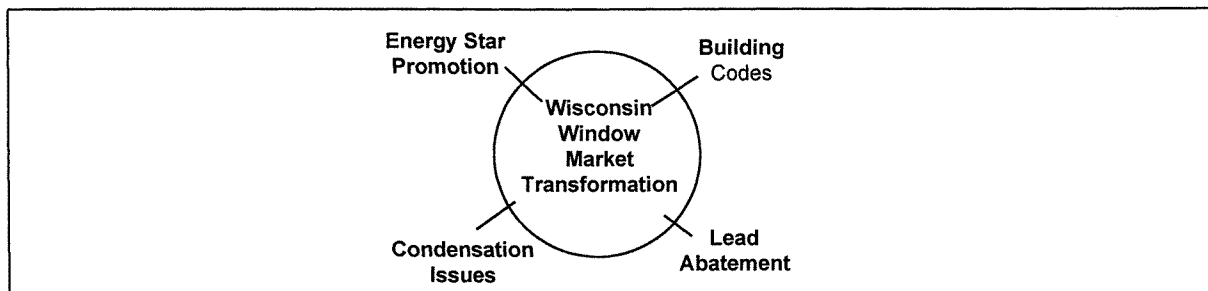 Energy Star
Promotion
Building
Codes
Wisconsin
Window
Market
Transformation
Condensation
Issues
Lead
Abatement